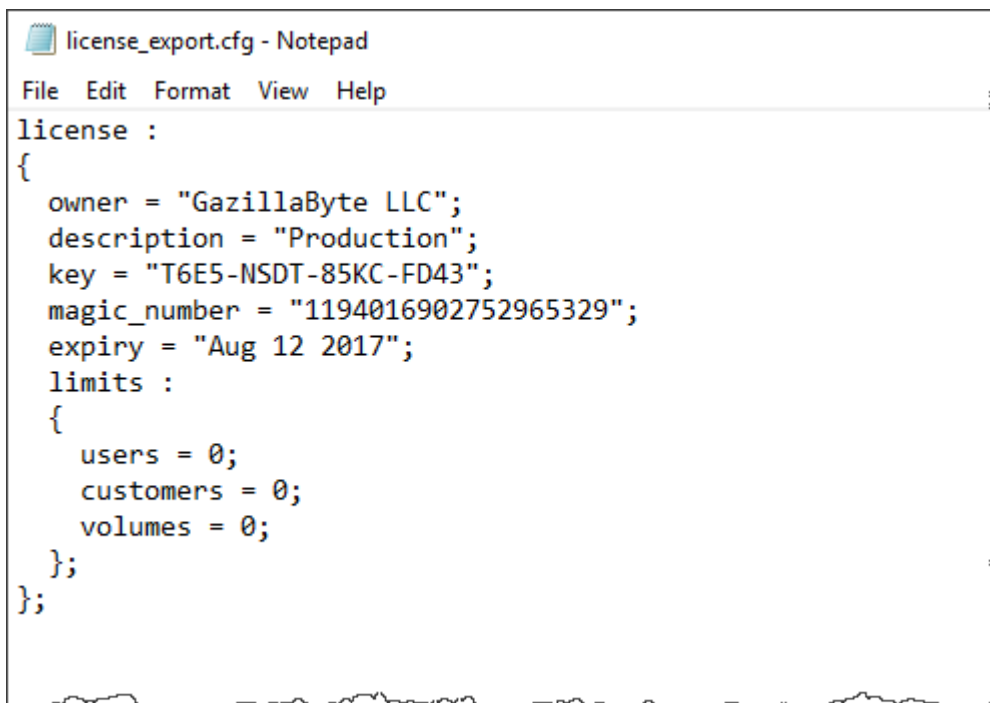 license_export.cfg - Notepad
File Edit Format View Help
license :
{
  owner = "GazillaByte LLC";
  description = "Production";
  key = "T6E5-NSDT-85KC-FD43";
  magic_number = "1194016902752965329";
  expiry = "Aug 12 2017";
  limits :
  {
    users = 0;
    customers = 0;
    volumes = 0;
  };
};